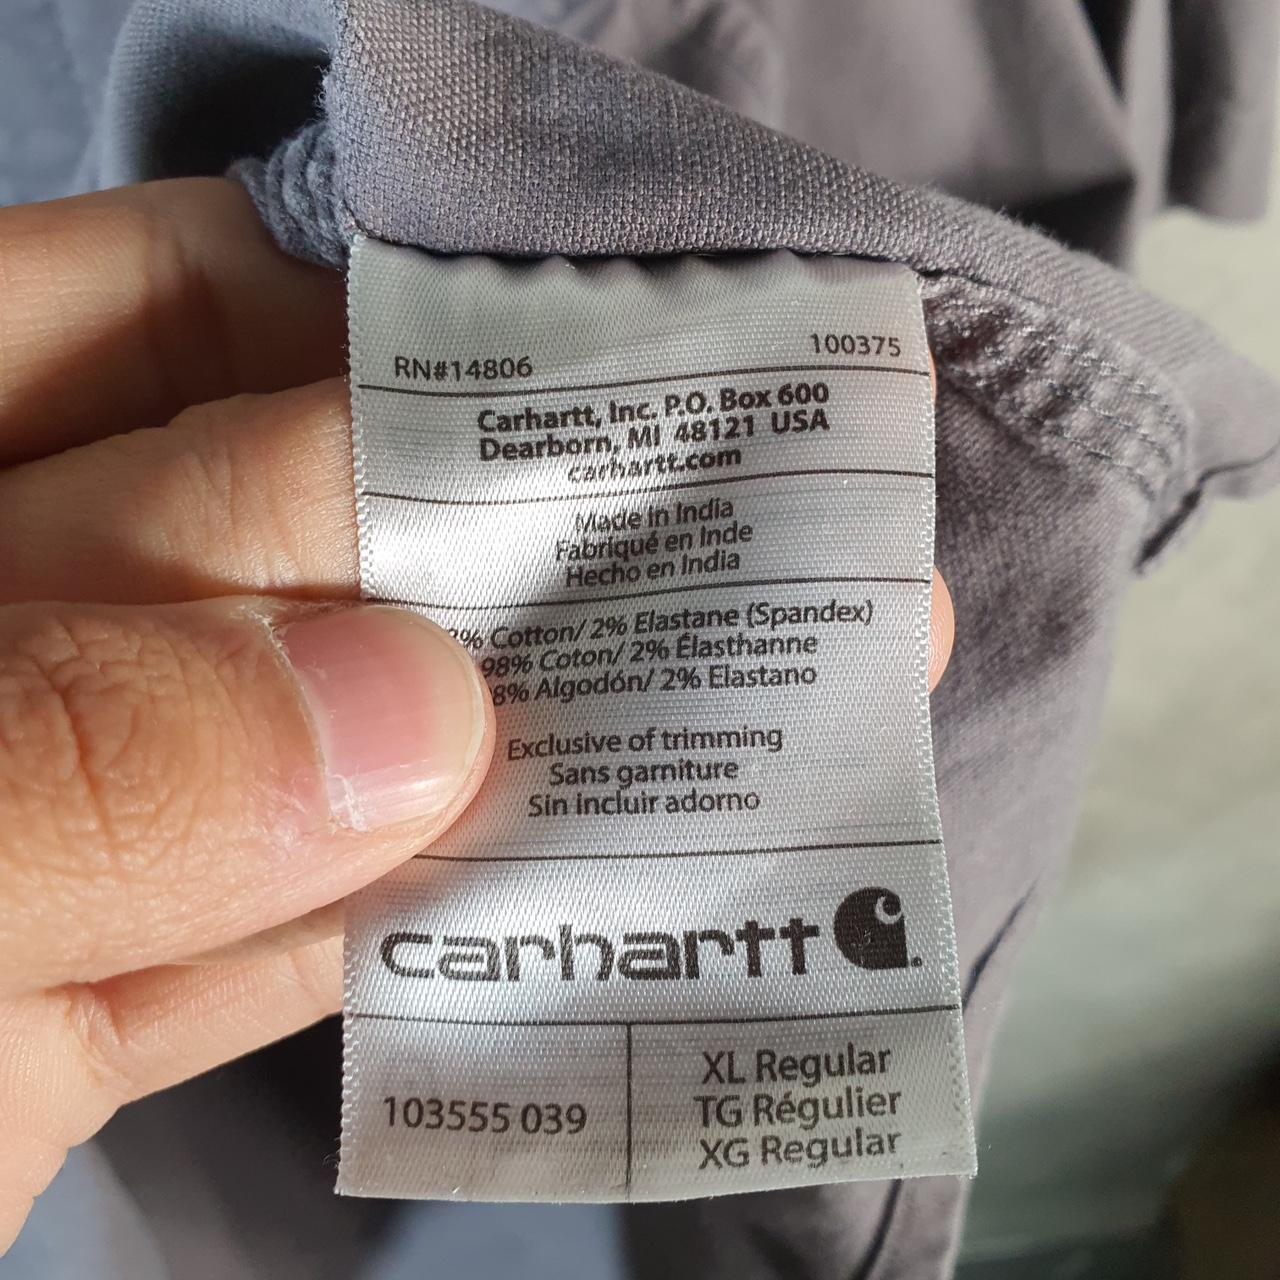 RN#14806 100375
Carhartt, Inc. P.O. Box 600
Dearborn, MI 48121 USA
carhartt.com
Made in India
Fabriqué en Inde
Hecho en India
% Cotton/ 2% Elastane (Spandex)
98% Coton/ 2% Élasthanne
8% Algodón/ 2% Elastano
Exclusive of trimming
Sans garniture
Sin incluir adorno
carhartt
103555 039
XL Regular
TG Régulier
XG Regular